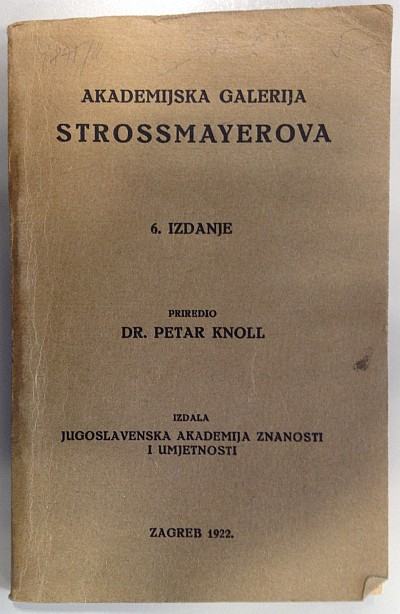 AKADEMIJSKA GALERIJA
STROSSMAYEROVA
6. IZDANJE
PRIREDIO
DR. PETAR KNOLL
IZDALA
JUGOSLAVENSKA AKADEMIJA ZNANOSTI
I UMJETNOSTI
ZAGREB 1922.